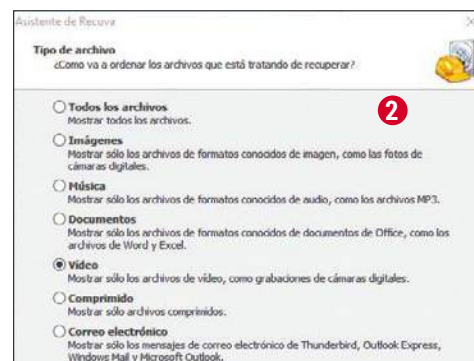 Asistente de Recuva
Tipo de archivo
¿Como va a ordenar los archivos que está tratando de recuperar?
2
Todos los archivos
Mostrar todos los archivos.
Imágenes
Mostrar sólo los archivos de formatos conocidos de imagen, como las fotos de
cámaras digitales.
Música
Mostrar sólo los archivos de formatos conocidos de audio, como los archivos MP3.
Documentos
Mostrar sólo los archivos de formatos conocidos de documentos de Office, como los
archivos de Word y Excel.
Vídeo
Mostrar sólo los archivos de vídeo, como grabaciones de cámaras digitales.
Comprimido
Mostrar sólo archivos comprimidos.
Correo electrónico
Mostrar sólo los mensajes de correo electrónico de Thunderbird, Outlook Express,
Windows Mail y Microsoft Outlook.